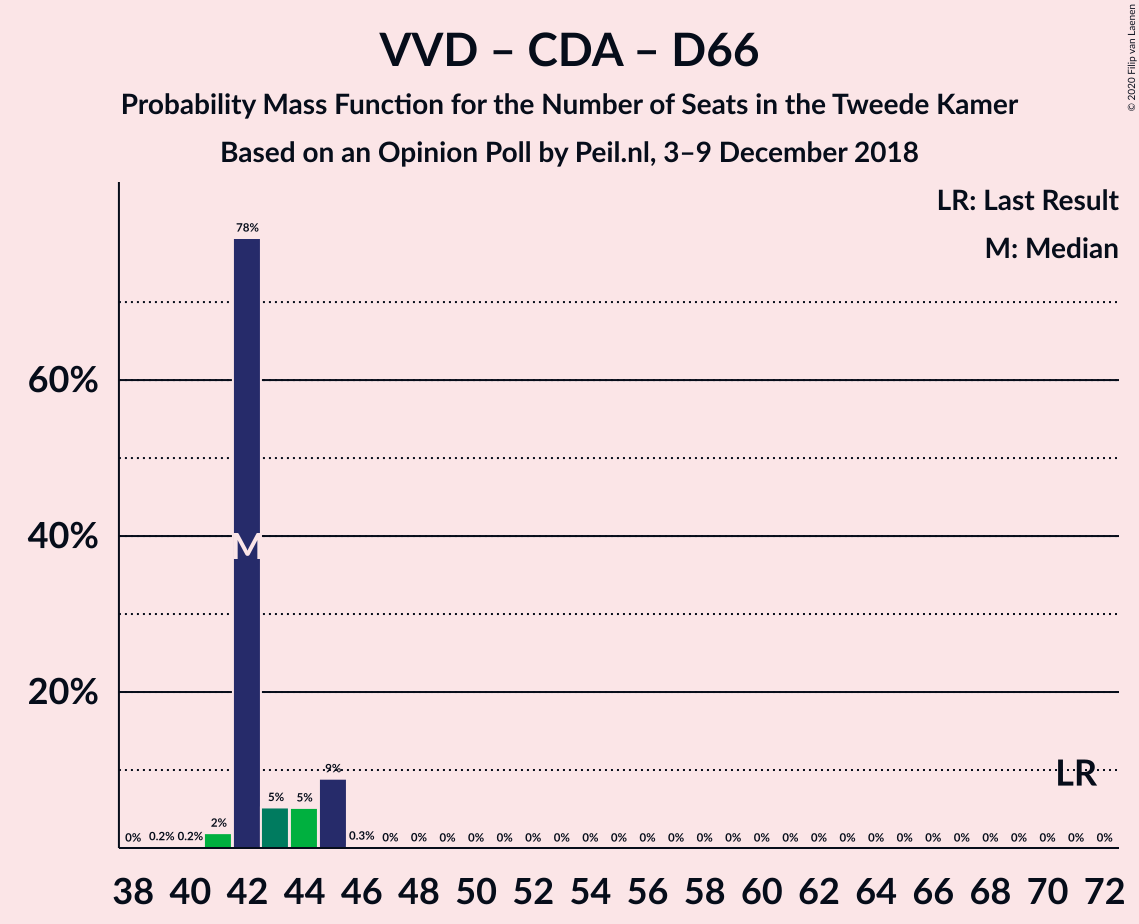 VVD – CDA – D66
Probability Mass Function for the Number of Seats in the Tweede Kamer
Based on an Opinion Poll by Peil.nl, 3–9 December 2018
© 2020 Filip van Laenen
LR: Last Result
M: Median
78%
60%
40%
M
20%
LR
0% 0.2% 0.2% 2% 5% 5% 9% 0.3% 0% 0% 0% 0% 0% 0% 0% 0% 0% 0% 0% 0% 0% 0% 0% 0% 0% 0% 0% 0% 0% 0% 0% 0% 0% 0%
38 40 42 44 46 48 50 52 54 56 58 60 62 64 66 68 70 72